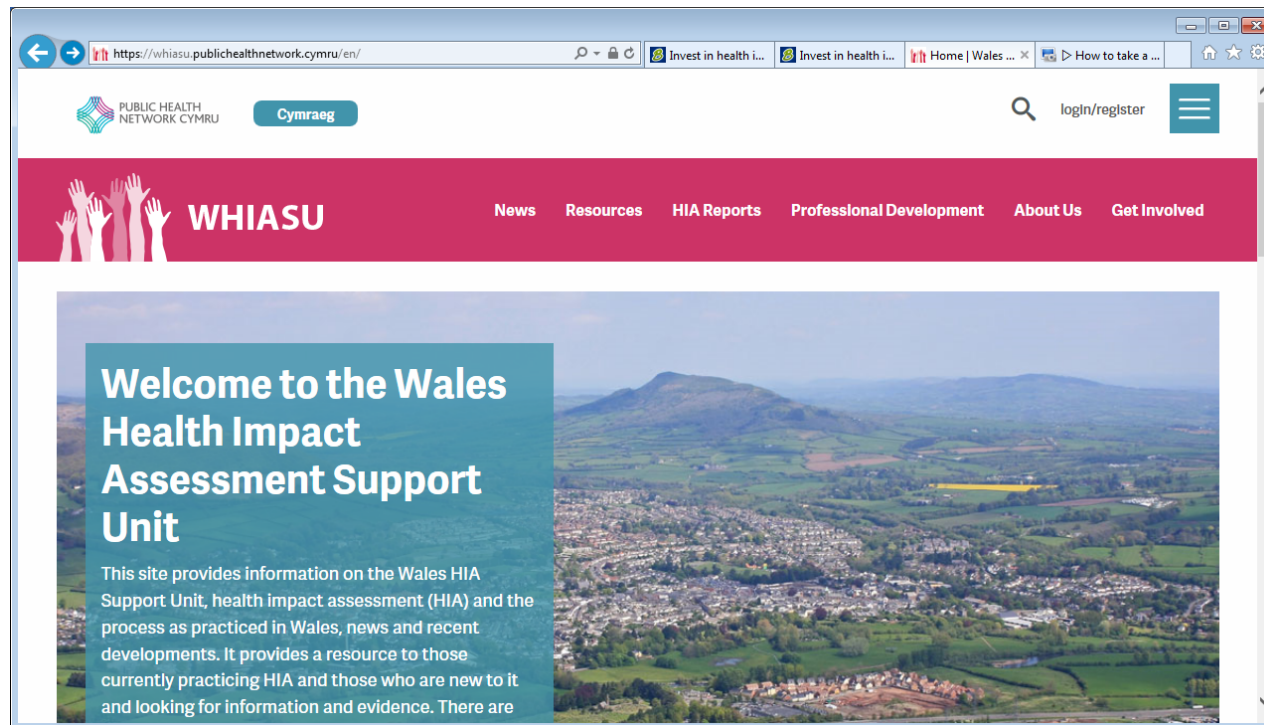 https://whiasu.publichealthnetwork.cymru/en/
Invest in health i...
Invest in health i...
Home | Wales ...
How to take a ...
PUBLIC HEALTH
NETWORK CYMRU
Cymraeg
login/register
WHIASU
News
Resources
HIA Reports
Professional Development
About Us
Get Involved
Welcome to the Wales
Health Impact
Assessment Support
Unit
This site provides information on the Wales HIA
Support Unit, health impact assessment (HIA) and the
process as practiced in Wales, news and recent
developments. It provides a resource to those
currently practicing HIA and those who are new to it
and looking for information and evidence. There are